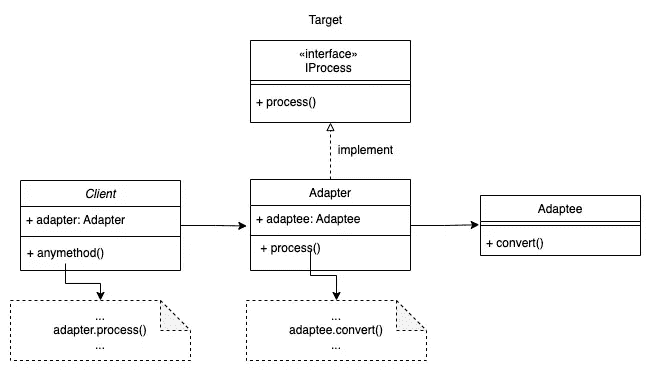 Target
«interface»
IProcess
+ process()
implement
Client
+ adapter: Adapter
+ anymethod()
...
adapter.process()
...
Adapter
+ adaptee: Adaptee
+ process()
...
adaptee.convert()
...
Adaptee
+ convert()